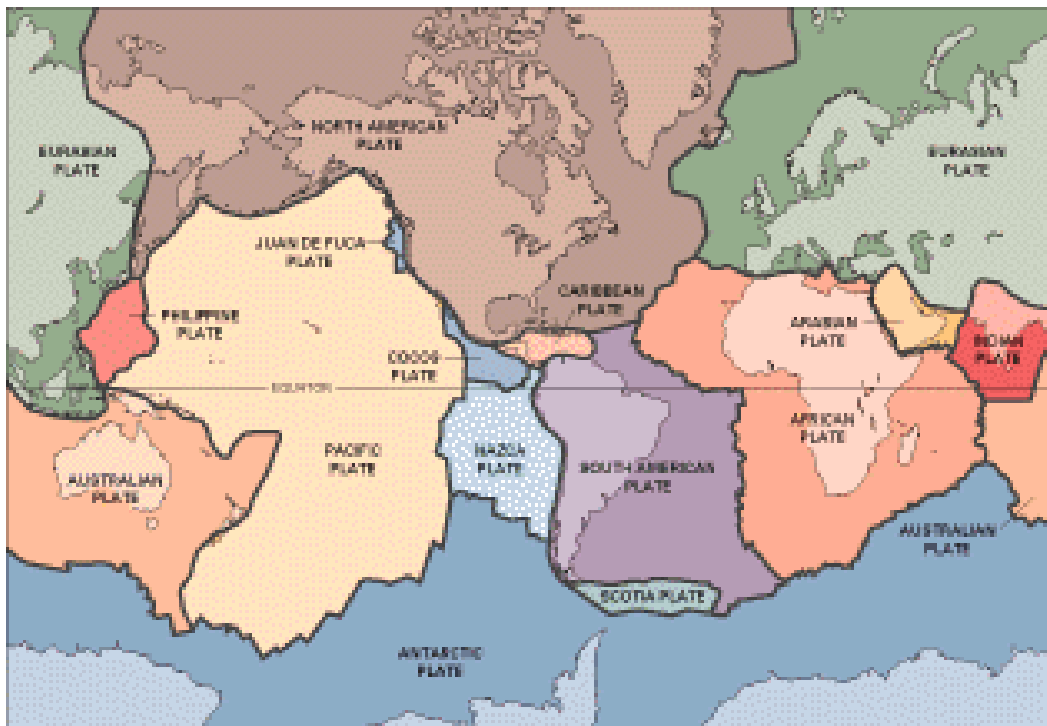 NORTH AMERICAN
PLATE
EURASIAN
PLATE
EURASIAN
PLATE
JUAN DE FUCA
PLATE
CARIBBEAN
PLATE
PHILIPPINE
PLATE
ARABIAN
PLATE
INDIAN
PLATE
COCOS
PLATE
EQUATOR
AFRICAN
PLATE
PACIFIC
PLATE
NAZCA
PLATE
SOUTH AMERICAN
PLATE
AUSTRALIAN
PLATE
AUSTRALIAN
PLATE
SCOTIA PLATE
ANTARCTIC
PLATE